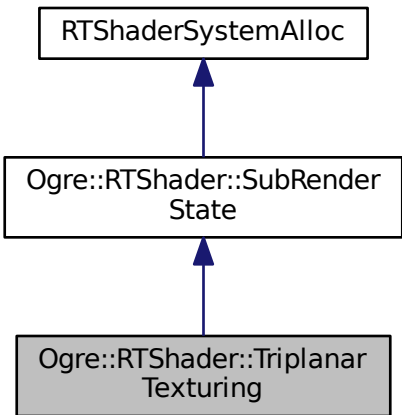 RTShaderSystemAlloc
Ogre::RTShader::SubRender
State
Ogre::RTShader::Triplanar
Texturing